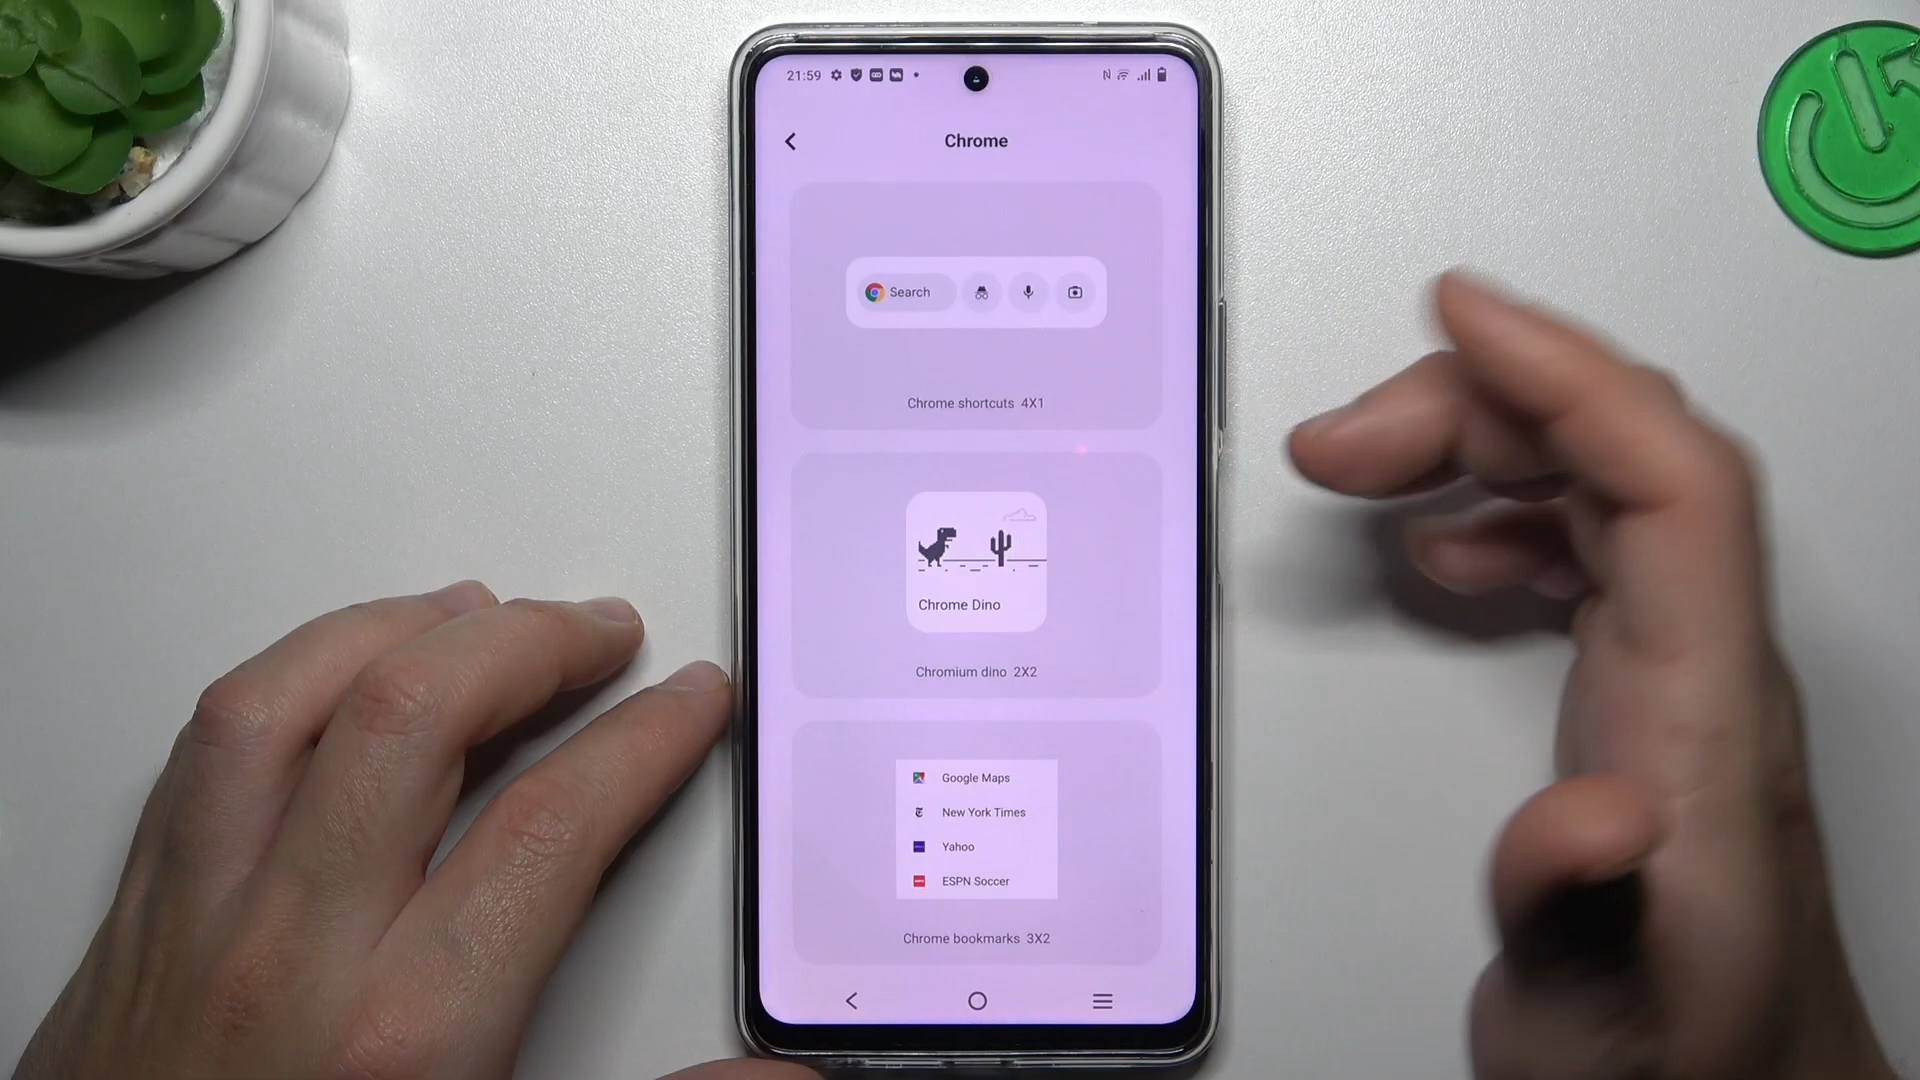 21:59
Chrome
Search
Chrome shortcuts 4X1
Chrome Dino
Chromium dino 2X2
Google Maps
New York Times
Yahoo
ESPN Soccer
Chrome bookmarks 3X2